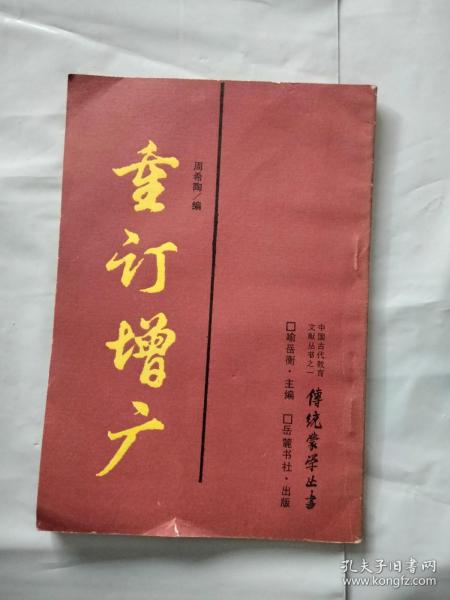 重订增广
周希陶／编
中国古代教育
文献丛书之一
傳统蒙学丛書
□喻岳衡·主编
□岳麓书社·出版
孔夫子旧书网
www.kongfz.com